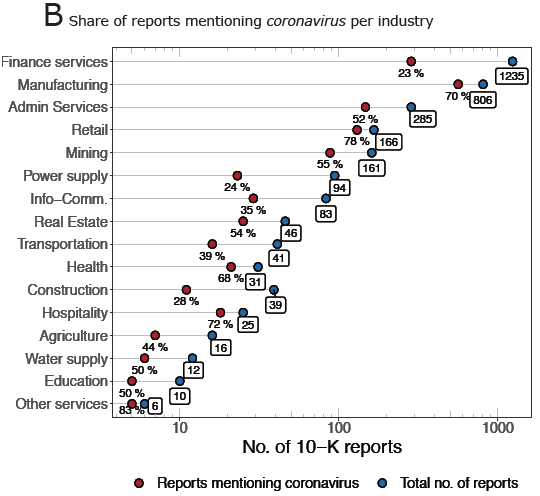 B Share of reports mentioning coronavirus per industry
Finance services
23 %
1235
Manufacturing
70 %
806
Admin Services
52 %
285
Retail
78 %
166
Mining
55 %
161
Power supply
24 %
94
Info–Comm.
35 %
83
Real Estate
54 %
46
Transportation
39 %
41
Health
68 %
31
Construction
28 %
39
Hospitality
72 %
25
Agriculture
44 %
16
Water supply
50 %
12
Education
50 %
10
Other services
83 %
6
10 100 1000
No. of 10–K reports
Reports mentioning coronavirus Total no. of reports